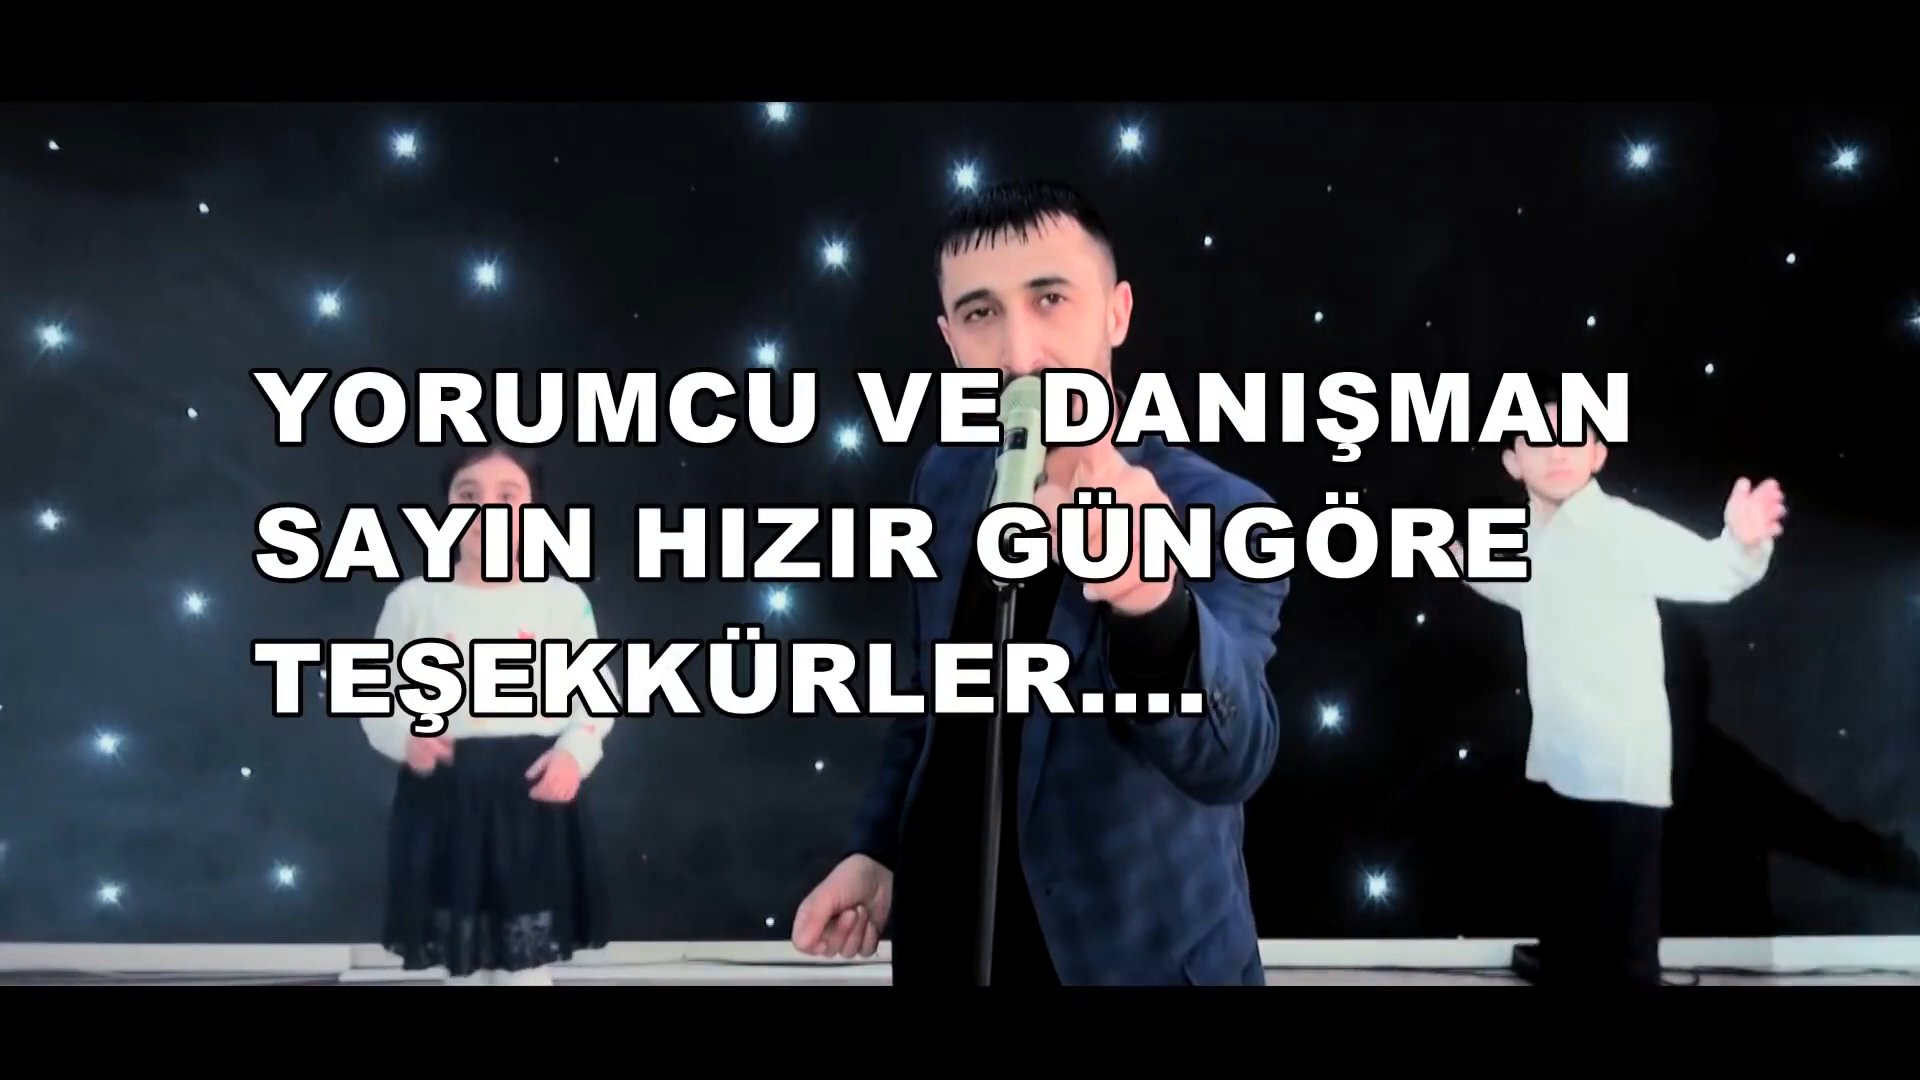 YORUMCU VE DANIŞMAN
SAYIN HIZIR GÜNGÖRE
TEŞEKKÜRLER....